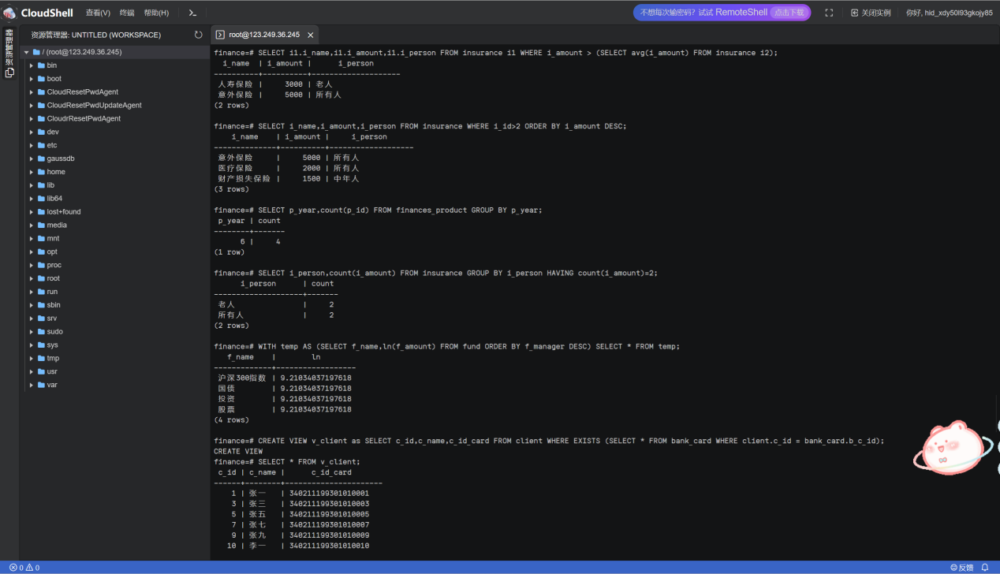 CloudShell 查看(V) 终端 帮助(H) 不想每次输密码？试试 RemoteShell 点击下载 关闭实例 你好, hid_xdy50l93gkojy85
资源管理器
资源管理器: UNTITLED (WORKSPACE)
/ (root@123.249.36.245)
bin
boot
CloudResetPwdAgent
CloudResetPwdUpdateAgent
CloudrResetPwdAgent
dev
etc
gaussdb
home
lib
lib64
lost+found
media
mnt
opt
proc
root
run
sbin
srv
sudo
sys
tmp
usr
var
root@123.249.36.245
finance=# SELECT i1.i_name,i1.i_amount,i1.i_person FROM insurance i1 WHERE i_amount > (SELECT avg(i_amount) FROM insurance i2);
i_name | i_amount | i_person
----------+----------+--------------------
人寿保险 | 3000 | 老人
意外保险 | 5000 | 所有人
(2 rows)
finance=# SELECT i_name,i_amount,i_person FROM insurance WHERE i_id>2 ORDER BY i_amount DESC;
i_name | i_amount | i_person
--------------+----------+-------------------
意外保险 | 5000 | 所有人
医疗保险 | 2000 | 所有人
财产损失保险 | 1500 | 中年人
(3 rows)
finance=# SELECT p_year,count(p_id) FROM finances_product GROUP BY p_year;
p_year | count
--------+-------
6 | 4
(1 row)
finance=# SELECT i_person,count(i_amount) FROM insurance GROUP BY i_person HAVING count(i_amount)=2;
i_person | count
--------------------+-------
老人 | 2
所有人 | 2
(2 rows)
finance=# WITH temp AS (SELECT f_name,ln(f_amount) FROM fund ORDER BY f_manager DESC) SELECT * FROM temp;
f_name | ln
-------------+------------------
沪深300指数 | 9.21034037197618
国债 | 9.21034037197618
投资 | 9.21034037197618
股票 | 9.21034037197618
(4 rows)
finance=# CREATE VIEW v_client as SELECT c_id,c_name,c_id_card FROM client WHERE EXISTS (SELECT * FROM bank_card WHERE client.c_id = bank_card.b_c_id);
CREATE VIEW
finance=# SELECT * FROM v_client;
c_id | c_name | c_id_card
------+--------+----------------------
1 | 张一 | 340211199301010001
3 | 张三 | 340211199301010003
5 | 张五 | 340211199301010005
7 | 张七 | 340211199301010007
9 | 张九 | 340211199301010009
10 | 李一 | 340211199301010010
0 0 反馈